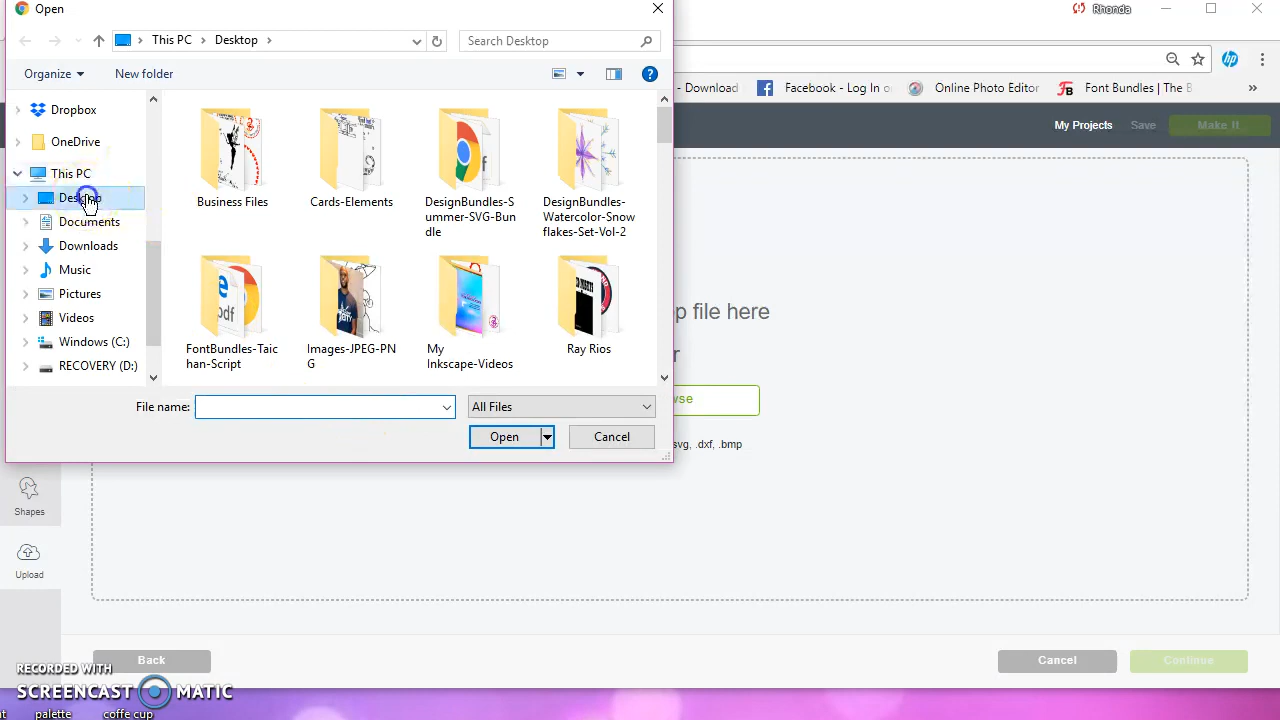 Open
Rhonda
This PC
Desktop
Search Desktop
Organize
New folder
- Download
Facebook - Log In o
Online Photo Editor
Font Bundles | The B
Dropbox
OneDrive
This PC
Desktop
Documents
Downloads
Music
Pictures
Videos
Windows (C:)
RECOVERY (D:)
Business Files
Cards-Elements
DesignBundles-S
ummer-SVG-Bun
dle
DesignBundles-
Watercolor-Snow
flakes-Set-Vol-2
FontBundles-Taic
han-Script
Images-JPEG-PN
G
My
Inkscape-Videos
Ray Rios
File name:
All Files
Open
Cancel
My Projects
Save
Make It
p file here
r
wse
svg, .dxf, .bmp
Shapes
Upload
Back
Cancel
Continue
RECORDED WITH
SCREENCAST MATIC
palette
coffe cup